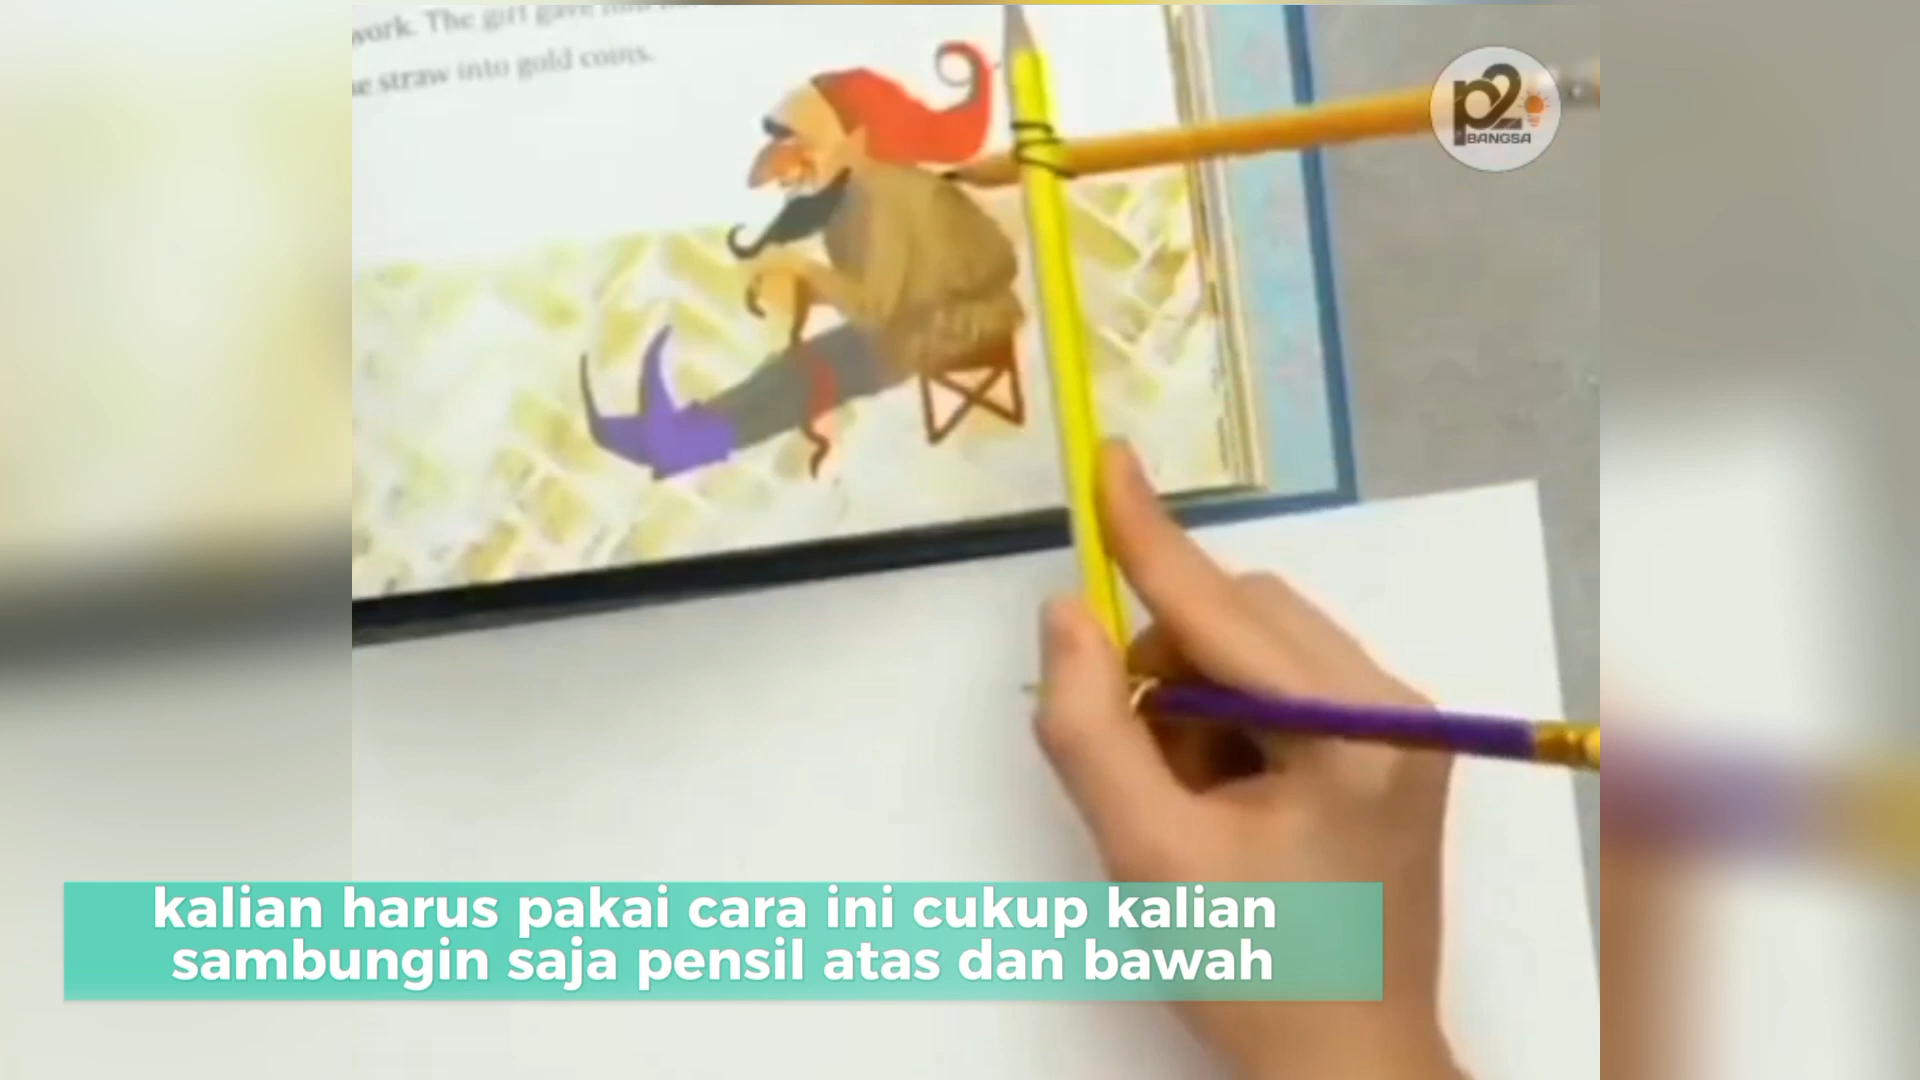 work. The girl gave him
straw into gold coins.
p2
BANGSA
kalian harus pakai cara ini cukup kalian
sambungin saja pensil atas dan bawah